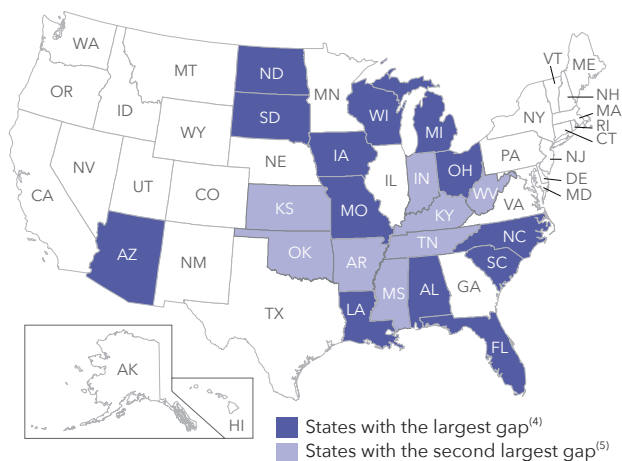 WA
MT
ND
MN
VT
ME
OR
ID
SD
WI
MI
NY
NH
MA
RI
CT
WY
IA
NE
PA
NJ
NV
UT
CO
IL
IN
OH
DE
MD
CA
KS
MO
WV
VA
KY
AZ
NM
OK
AR
TN
NC
SC
MS
AL
GA
TX
LA
FL
AK
HI
States with the largest gap(4)
States with the second largest gap(5)